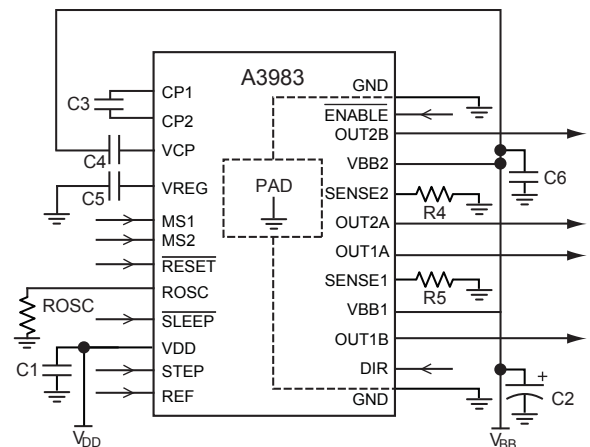 A3983
CP1
C3
CP2
VCP
C4
C5
VREG
MS1
MS2
RESET
ROSC
ROSC
SLEEP
VDD
C1
STEP
REF
VDD
PAD
GND
ENABLE
OUT2B
VBB2
C6
SENSE2
R4
OUT2A
OUT1A
SENSE1
R5
VBB1
OUT1B
DIR
+
C2
GND
VBB